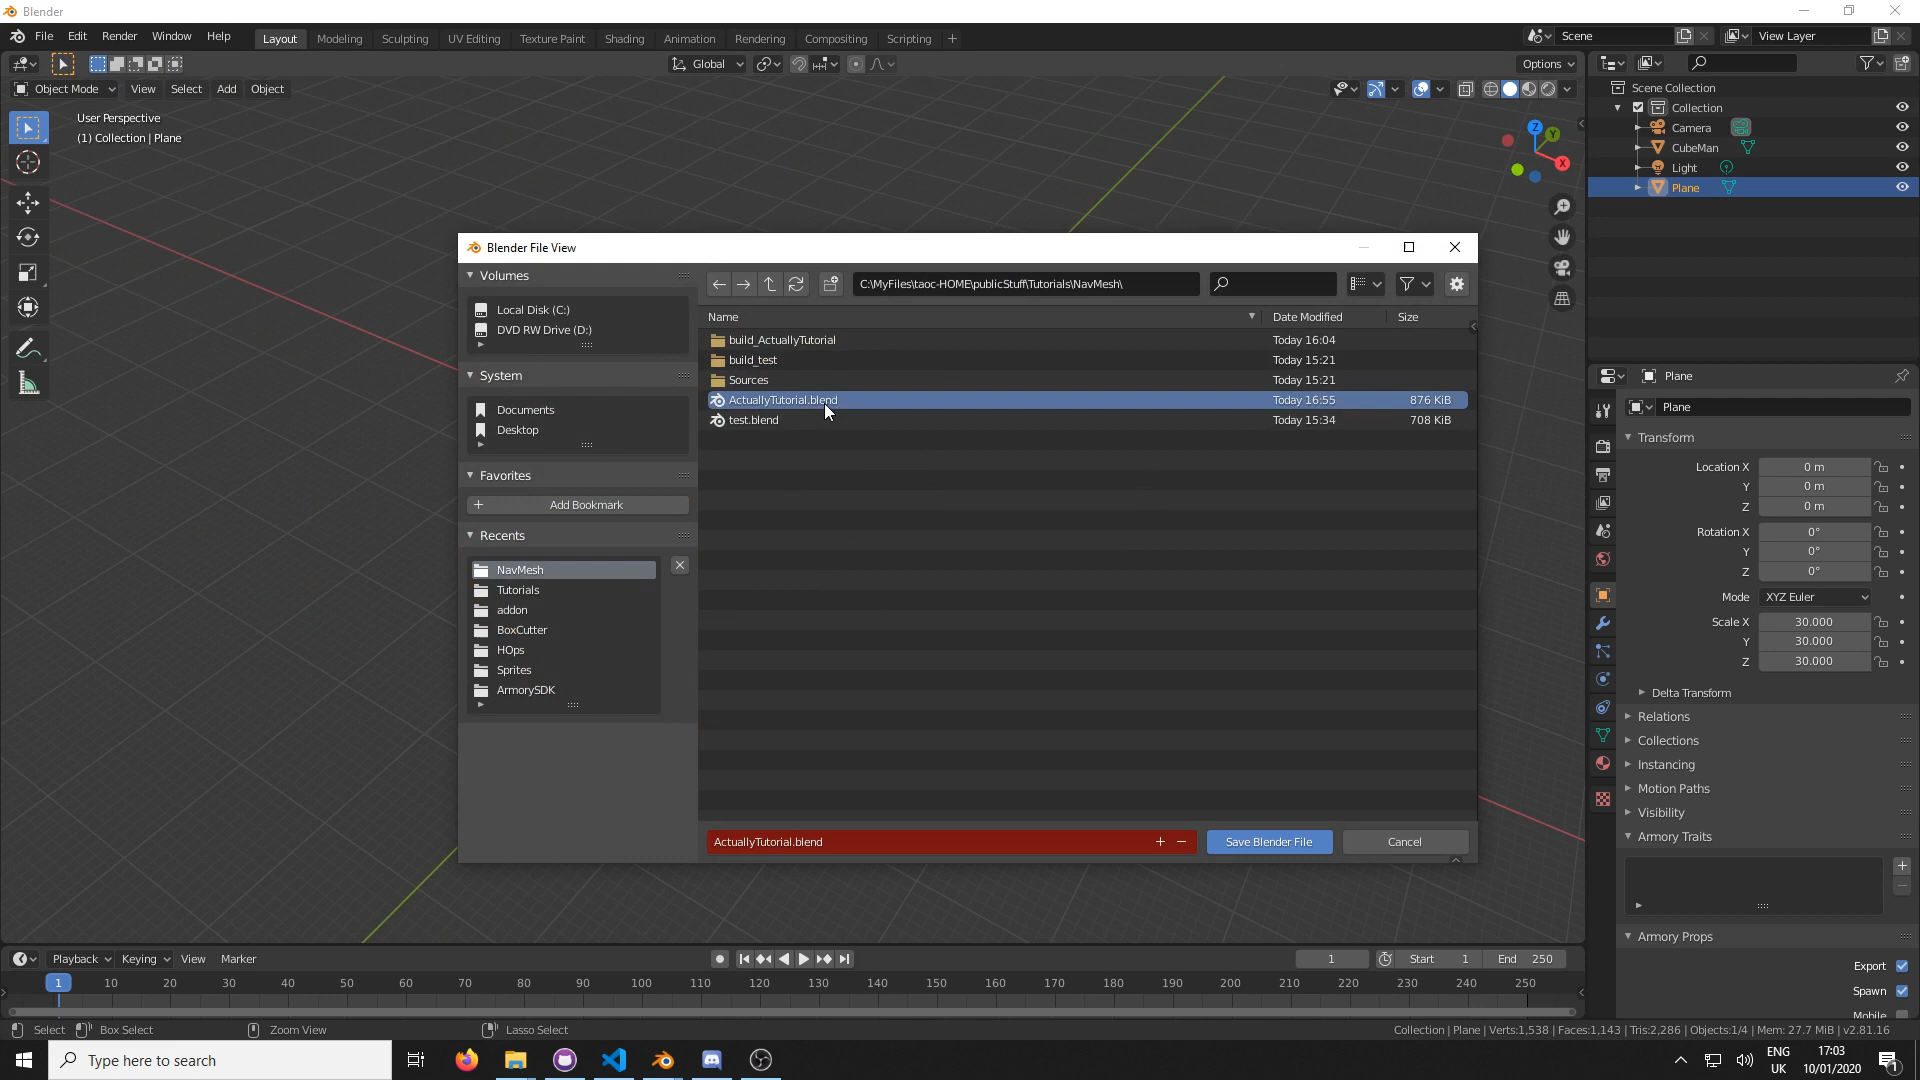 Blender
File Edit Render Window Help
Layout Modeling Sculpting UV Editing Texture Paint Shading Animation Rendering Compositing Scripting
Scene
View Layer
Global
Options
Object Mode View Select Add Object
User Perspective
(1) Collection | Plane
Z Y X
Scene Collection
Collection
Camera
CubeMan
Light
Plane
Blender File View
Volumes
Local Disk (C:)
DVD RW Drive (D:)
System
Documents
Desktop
Favorites
Add Bookmark
Recents
NavMesh
Tutorials
addon
BoxCutter
HOps
Sprites
ArmorySDK
C:\MyFiles\taoc-HOME\publicStuff\Tutorials\NavMesh\
Name Date Modified Size
build_ActuallyTutorial Today 16:04
build_test Today 15:21
Sources Today 15:21
ActuallyTutorial.blend Today 16:55 876 KiB
test.blend Today 15:34 708 KiB
ActuallyTutorial.blend
Save Blender File Cancel
Plane
Plane
Transform
Location X 0 m
Y 0 m
Z 0 m
Rotation X 0°
Y 0°
Z 0°
Mode XYZ Euler
Scale X 30.000
Y 30.000
Z 30.000
Delta Transform
Relations
Collections
Instancing
Motion Paths
Visibility
Armory Traits
Armory Props
Export
Spawn
Mobile
Playback Keying View Marker
1 Start 1 End 250
1 10 20 30 40 50 60 70 80 90 100 110 120 130 140 150 160 170 180 190 200 210 220 230 240 250
Select Box Select Zoom View Lasso Select
Collection | Plane | Verts:1,538 | Faces:1,143 | Tris:2,286 | Objects:1/4 | Mem: 27.7 MiB | v2.81.16
Type here to search
ENG
UK
17:03
10/01/2020
1